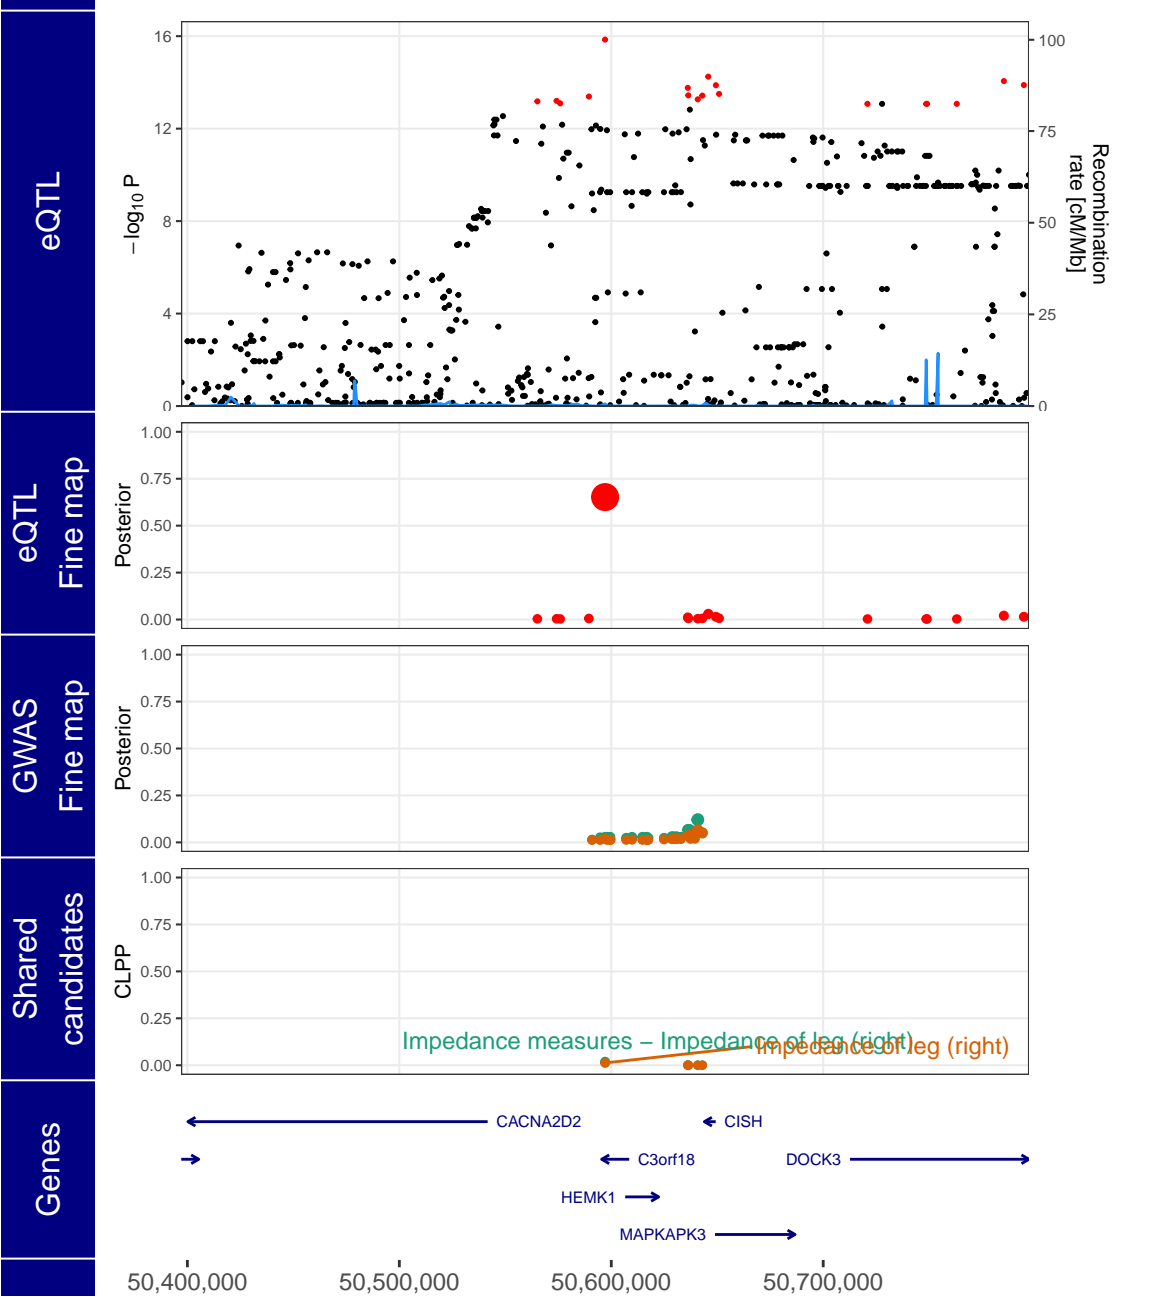 eQTL
16
12
8
4
0
– log10 P
100
75
50
25
0
Recombination
rate [cM/Mb]
eQTL
Fine map
1.00
0.75
0.50
0.25
0.00
Posterior
GWAS
Fine map
1.00
0.75
0.50
0.25
0.00
Posterior
Shared
candidates
1.00
0.75
0.50
0.25
0.00
CLPP
Impedance measures – Impedance of leg (right)
Impedance of leg (right)
Genes
CACNA2D2
CISH
C3orf18
DOCK3
HEMK1
MAPKAPK3
50,400,000
50,500,000
50,600,000
50,700,000